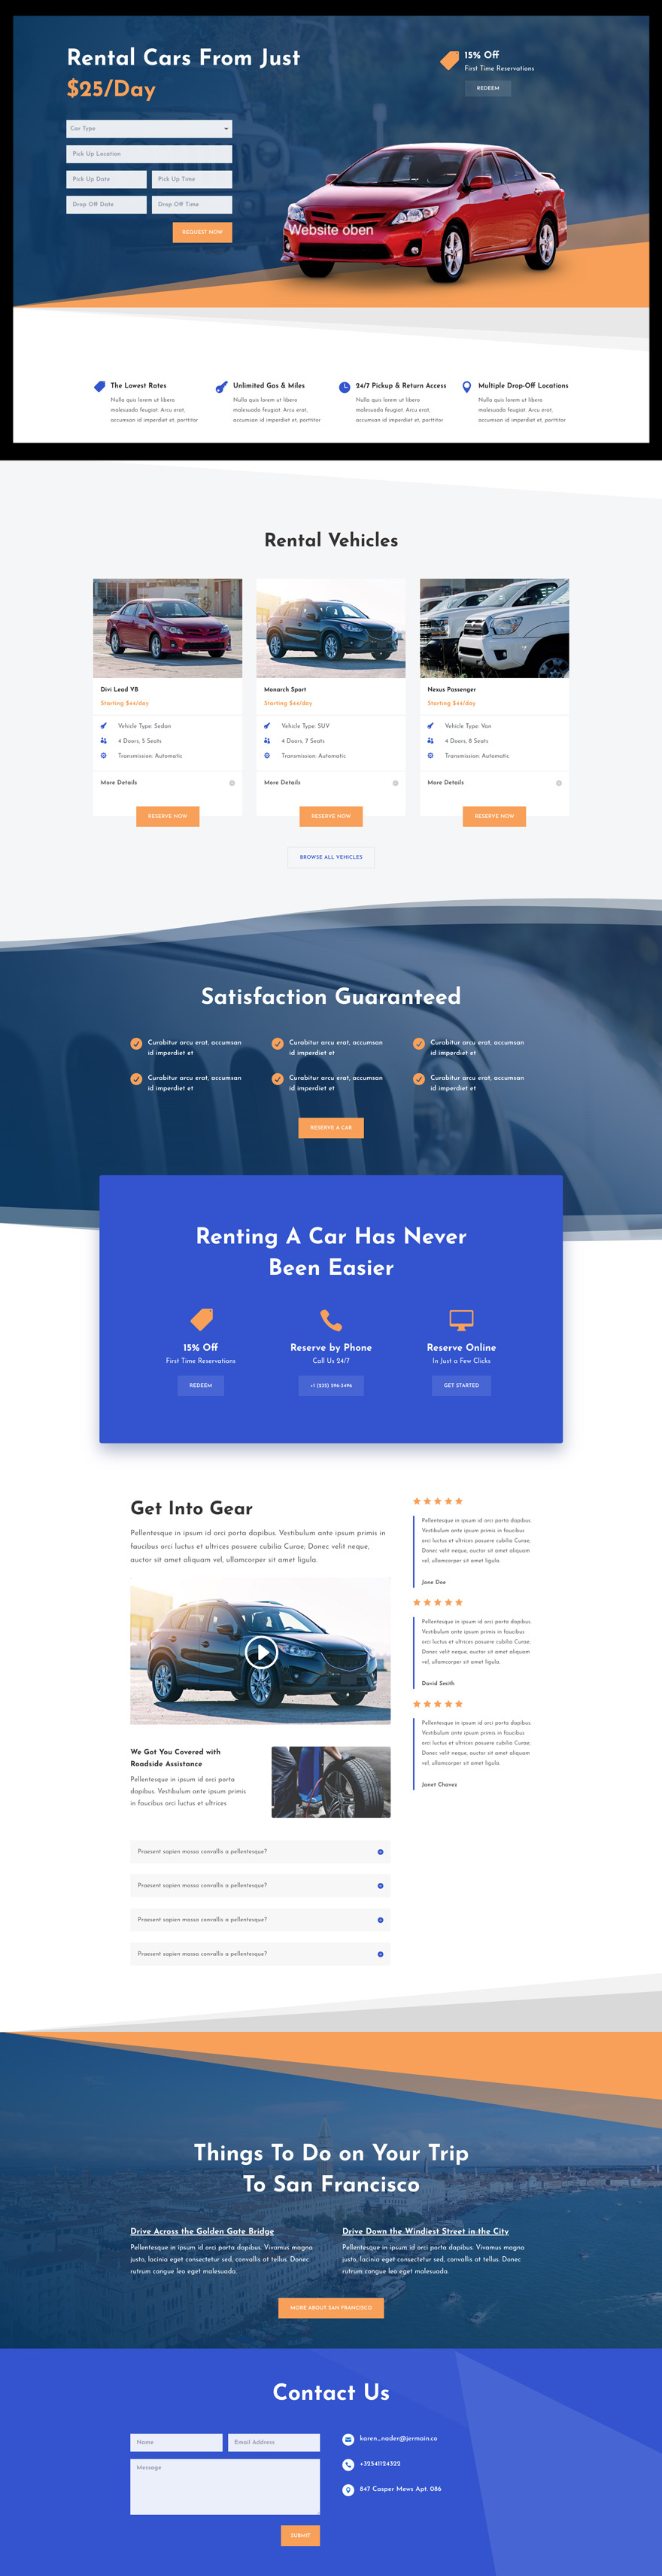 Rental Cars From Just
$25/Day
15% Off
First Time Reservations
REDEEM
Car Type
Pick Up Location
Pick Up Date
Pick Up Time
Drop Off Date
Drop Off Time
REQUEST NOW
Website oben
The Lowest Rates
Nulla quis lorem ut libero
malesuada feugiat. Arcu erat,
accumsan id imperdiet et, porttitor
Unlimited Gas & Miles
Nulla quis lorem ut libero
malesuada feugiat. Arcu erat,
accumsan id imperdiet et, porttitor
24/7 Pickup & Return Access
Nulla quis lorem ut libero
malesuada feugiat. Arcu erat,
accumsan id imperdiet et, porttitor
Multiple Drop-Off Locations
Nulla quis lorem ut libero
malesuada feugiat. Arcu erat,
accumsan id imperdiet et, porttitor
Rental Vehicles
Divi Lead VB
Starting $44/day
Vehicle Type: Sedan
4 Doors, 5 Seats
Transmission: Automatic
More Details
RESERVE NOW
Monarch Sport
Starting $44/day
Vehicle Type: SUV
4 Doors, 7 Seats
Transmission: Automatic
More Details
RESERVE NOW
Nexus Passenger
Starting $44/day
Vehicle Type: Van
4 Doors, 8 Seats
Transmission: Automatic
More Details
RESERVE NOW
BROWSE ALL VEHICLES
Satisfaction Guaranteed
Curabitur arcu erat, accumsan
id imperdiet et
Curabitur arcu erat, accumsan
id imperdiet et
Curabitur arcu erat, accumsan
id imperdiet et
Curabitur arcu erat, accumsan
id imperdiet et
Curabitur arcu erat, accumsan
id imperdiet et
Curabitur arcu erat, accumsan
id imperdiet et
RESERVE A CAR
Renting A Car Has Never
Been Easier
15% Off
First Time Reservations
REDEEM
Reserve by Phone
Call Us 24/7
+1 (235) 396-2496
Reserve Online
In Just a Few Clicks
GET STARTED
Get Into Gear
Pellentesque in ipsum id orci porta dapibus. Vestibulum ante ipsum primis in
faucibus orci luctus et ultrices posuere cubilia Curae; Donec velit neque,
auctor sit amet aliquam vel, ullamcorper sit amet ligula.
We Got You Covered with
Roadside Assistance
Pellentesque in ipsum id orci porta
dapibus. Vestibulum ante ipsum primis
in faucibus orci luctus et ultrices
Praesent sapien massa convallis a pellentesque?
Praesent sapien massa convallis a pellentesque?
Praesent sapien massa convallis a pellentesque?
Praesent sapien massa convallis a pellentesque?
Pellentesque in ipsum id orci porta dapibus.
Vestibulum ante ipsum primis in faucibus
orci luctus et ultrices posuere cubilia Curae;
Donec velit neque, auctor sit amet aliquam
vel, ullamcorper sit amet ligula.
Jane Doe
Pellentesque in ipsum id orci porta dapibus.
Vestibulum ante ipsum primis in faucibus
orci luctus et ultrices posuere cubilia Curae;
Donec velit neque, auctor sit amet aliquam
vel, ullamcorper sit amet ligula.
David Smith
Pellentesque in ipsum id orci porta dapibus.
Vestibulum ante ipsum primis in faucibus
orci luctus et ultrices posuere cubilia Curae;
Donec velit neque, auctor sit amet aliquam
vel, ullamcorper sit amet ligula.
Janet Chavez
Things To Do on Your Trip
To San Francisco
Drive Across the Golden Gate Bridge
Pellentesque in ipsum id orci porta dapibus. Vivamus magna
justo, lacinia eget consectetur sed, convallis at tellus. Donec
rutrum congue leo eget malesuada.
Drive Down the Windiest Street in the City
Pellentesque in ipsum id orci porta dapibus. Vivamus magna
justo, lacinia eget consectetur sed, convallis at tellus. Donec
rutrum congue leo eget malesuada.
MORE ABOUT SAN FRANCISCO
Contact Us
Name
Email Address
Message
SUBMIT
karen_nader@jermain.co
+32541124322
847 Casper Mews Apt. 086